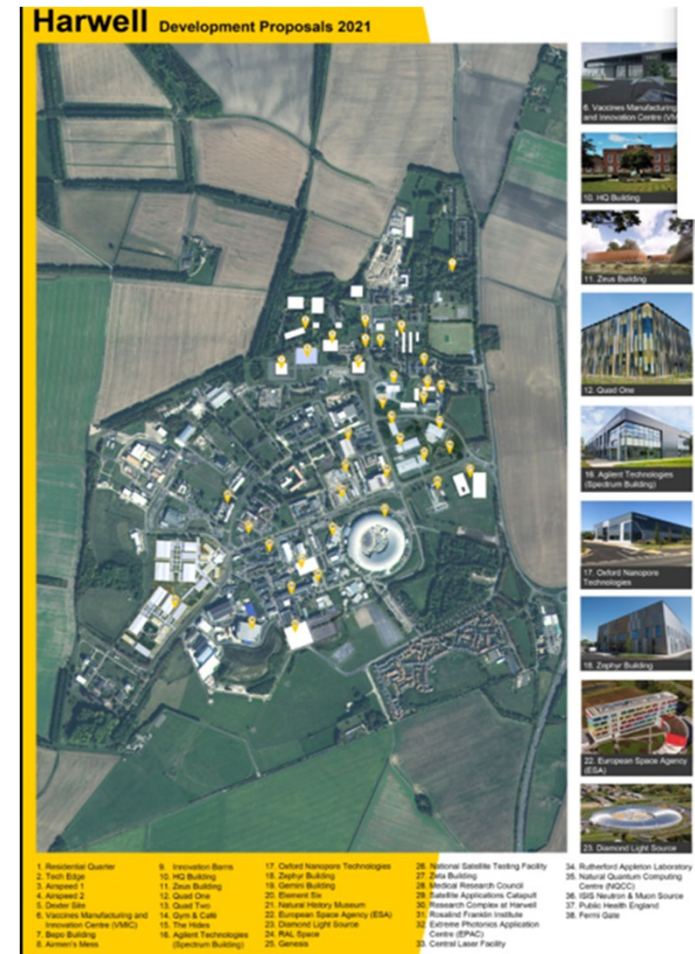 Harwell Development Proposals 2021
6. Vaccines Manufacturing
and Innovation Centre
10. HQ Building
11. Zeus Building
12. Quad One
16. Agilent Technologies
(Spectrum Building)
17. Oxford Nanopore
Technologies
18. Zephyr Building
22. European Space Agency
(ESA)
23. Diamond Light Source
1. Residential Quarter
2. Tech Edge
3. Airspeed 1
4. Airspeed 2
5. Dexter Site
6. Vaccines Manufacturing and
Innovation Centre (VMIC)
7. Bepo Building
8. Airmen's Mess
9. Innovation Barns
10. HQ Building
11. Zeus Building
12. Quad One
13. Quad Two
14. Gym & Café
15. The Hides
16. Agilent Technologies
(Spectrum Building)
17. Oxford Nanopore Technologies
18. Zephyr Building
19. Gemini Building
20. Element Six
21. Natural History Museum
22. European Space Agency (ESA)
23. Diamond Light Source
24. RAL Space
25. Genesis
26. National Satellite Testing Facility
27. Zeta Building
28. Medical Research Council
29. Satellite Applications Catapult
30. Research Complex at Harwell
31. Rosalind Franklin Institute
32. Extreme Photonics Application
Centre (EPAC)
33. Central Laser Facility
34. Rutherford Appleton Laboratory
35. Natural Quantum Computing
Centre (NQCC)
36. ISIS Neutron & Muon Source
37. Public Health England
38. Fermi Gate